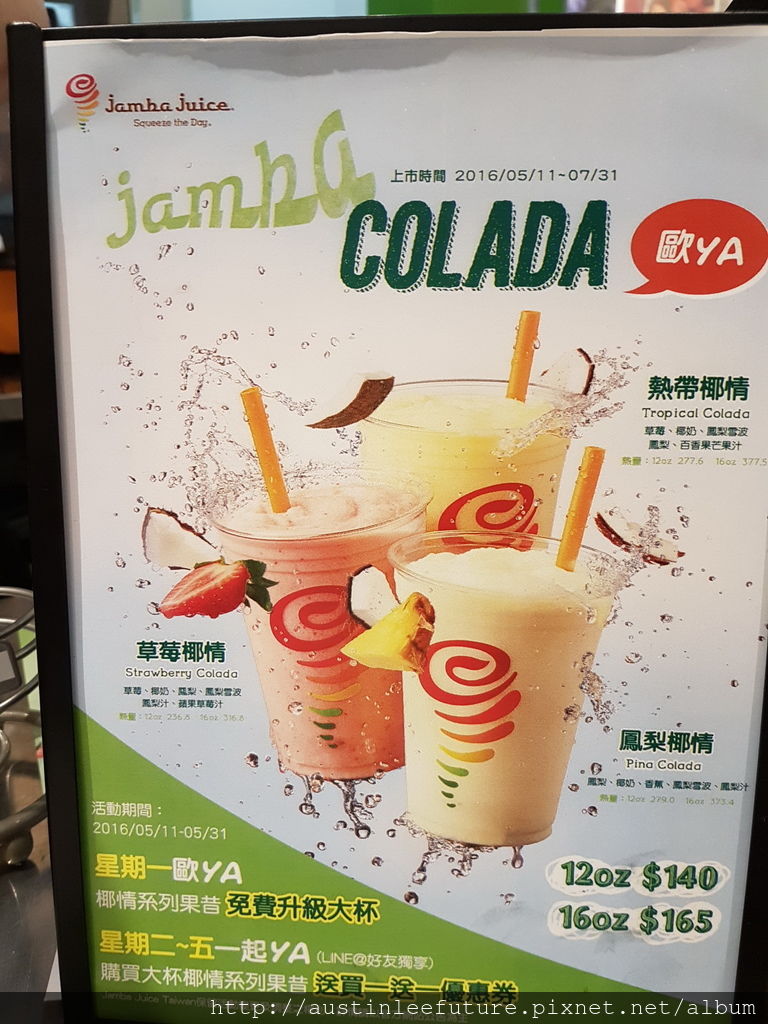 jamba juice
Squeeze the Day.
jamba
上市時間 2016/05/11~07/31
COLADA
歐YA
熱帶椰情
Tropical Colada
草莓、椰奶、鳳梨雪波
鳳梨、百香果芒果汁
熱量:12oz 277.6 16oz 377.5
草莓椰情
Strawberry Colada
草莓、椰奶、鳳梨、鳳梨雪波
鳳梨汁、蘋果草莓汁
熱量:12oz 236.8 16oz 316.8
鳳梨椰情
Pina Colada
鳳梨、椰奶、香蕉、鳳梨雪波、鳳梨汁
熱量:12oz 279.0 16oz 373.4
活動期間:
2016/05/11-05/31
星期一歐YA
椰情系列果昔 免費升級大杯
星期二~五一起YA (LINE@好友獨享)
購買大杯椰情系列果昔 送買一送一優惠券
12oz $140
16oz $165
Jamba Juice Taiwan
http://austinleefuture.pixnet.net/album